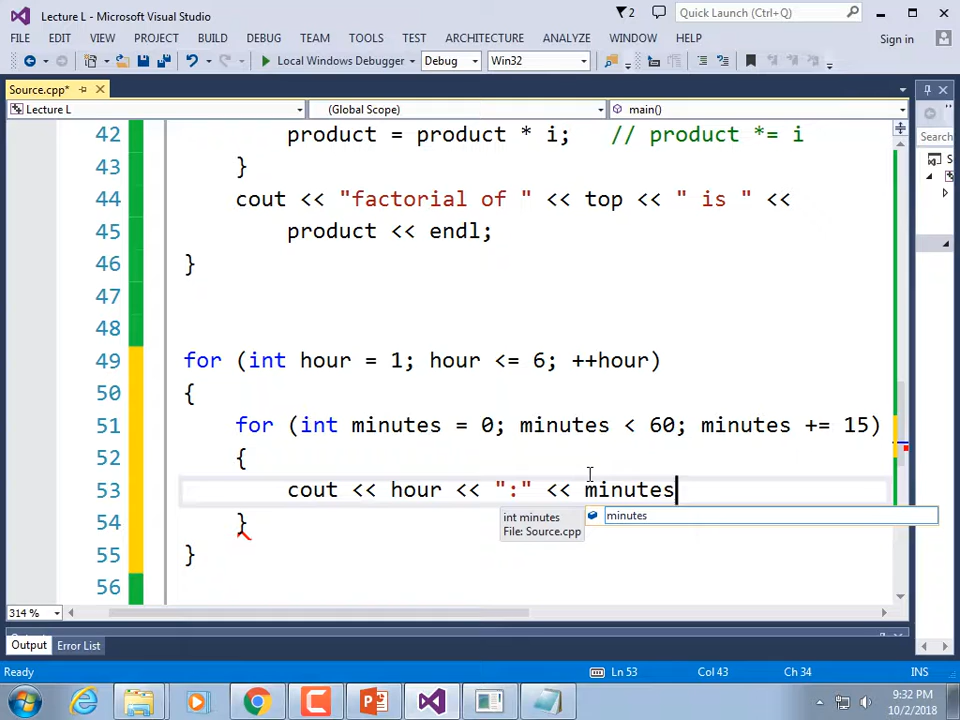 Lecture L - Microsoft Visual Studio
2
Quick Launch (Ctrl+Q)
FILE EDIT VIEW PROJECT BUILD DEBUG TEAM TOOLS TEST ARCHITECTURE ANALYZE WINDOW HELP
Sign in
Local Windows Debugger Debug Win32
Source.cpp*
Lecture L (Global Scope) main()
Search
42 product = product * i; // product *= i
43 }
44 cout << "factorial of " << top << " is " <<
45 product << endl;
46 }
47
48
49 for (int hour = 1; hour <= 6; ++hour)
50 {
51 for (int minutes = 0; minutes < 60; minutes += 15)
52 {
53 cout << hour << ":" << minutes
int minutes
File: Source.cpp
minutes
54 }
55 }
56
314 %
Output Error List
Ready Ln 53 Col 43 Ch 34 INS
9:32 PM
10/2/2018